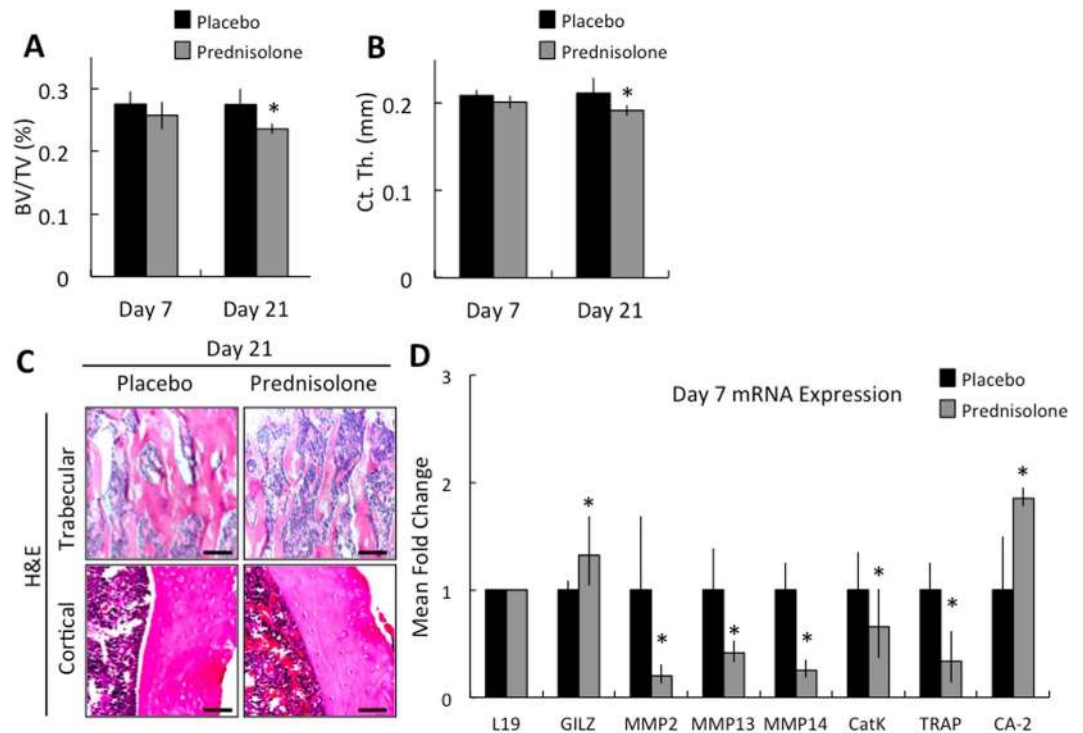 A
Placebo
Prednisolone
BV/TV (%)
0.3
0.2
0.1
0
*
Day 7
Day 21
B
Placebo
Prednisolone
Ct. Th. (mm)
0.2
0.1
0
*
Day 7
Day 21
C
Day 21
Placebo
Prednisolone
H&E
Trabecular
Cortical
D
Day 7 mRNA Expression
Placebo
Prednisolone
Mean Fold Change
3
2
1
0
*
*
*
*
*
*
*
L19
GILZ
MMP2
MMP13
MMP14
CatK
TRAP
CA-2